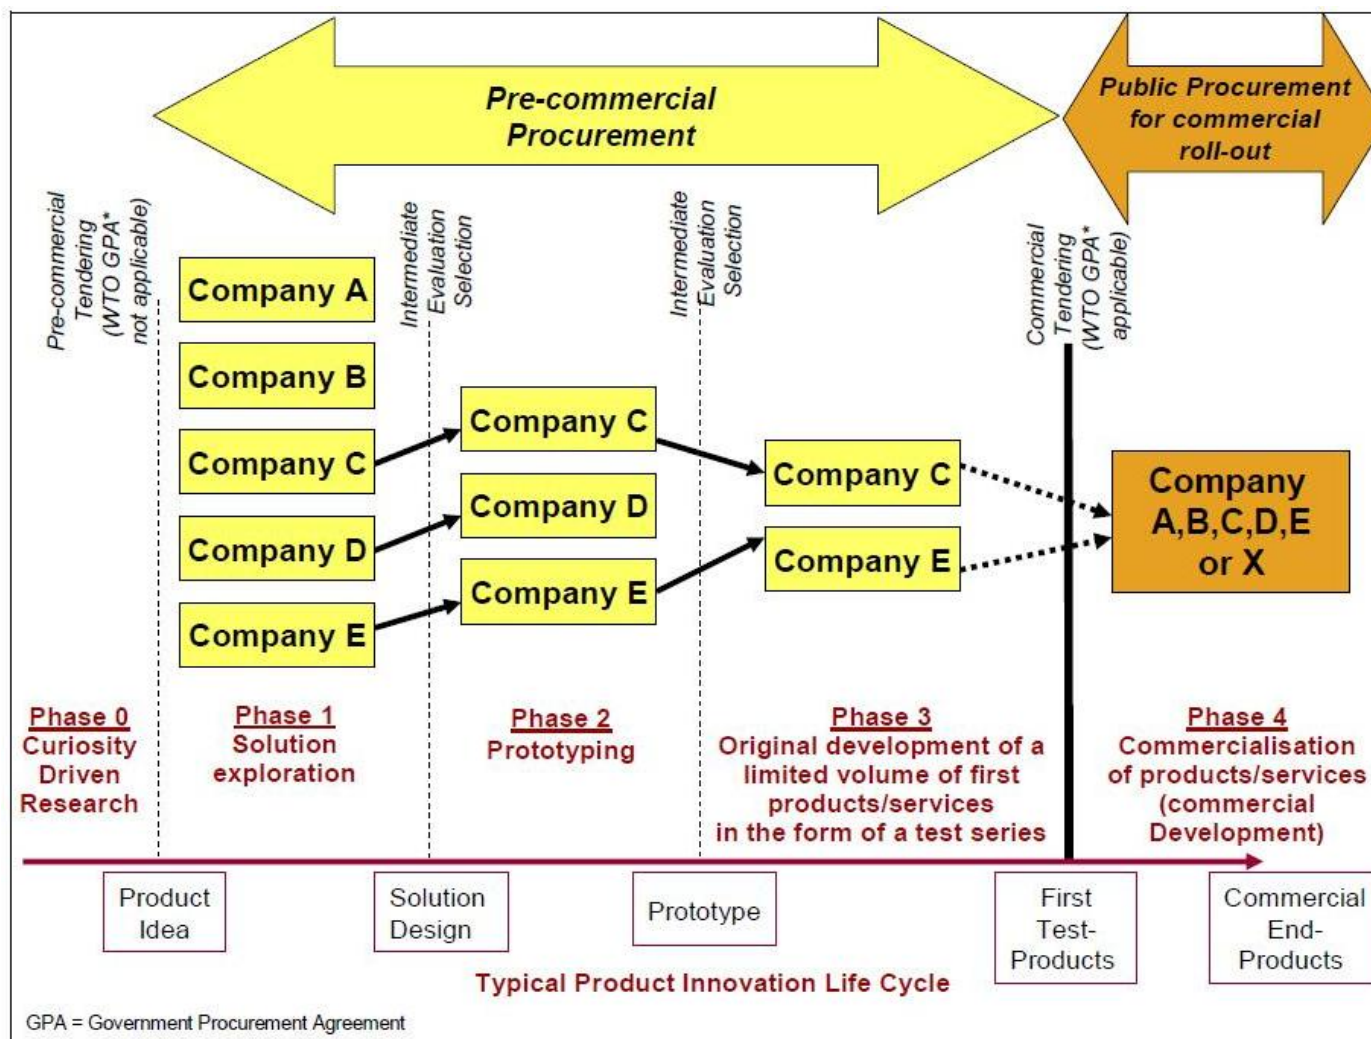 Pre-commercial
Procurement
Public Procurement
for commercial
roll-out
Pre-commercial
Tendering
(WTO GPA*
not applicable)
Intermediate
Evaluation
Selection
Intermediate
Evaluation
Selection
Commercial
Tendering
(WTO GPA*
applicable)
Company A
Company B
Company C
Company D
Company E
Company C
Company D
Company E
Company C
Company E
Company
A,B,C,D,E
or X
Phase 0
Curiosity
Driven
Research
Phase 1
Solution
exploration
Phase 2
Prototyping
Phase 3
Original development of a
limited volume of first
products/services
in the form of a test series
Phase 4
Commercialisation
of products/services
(commercial
Development)
Product
Idea
Solution
Design
Prototype
First
Test-
Products
Commercial
End-
Products
Typical Product Innovation Life Cycle
GPA = Government Procurement Agreement